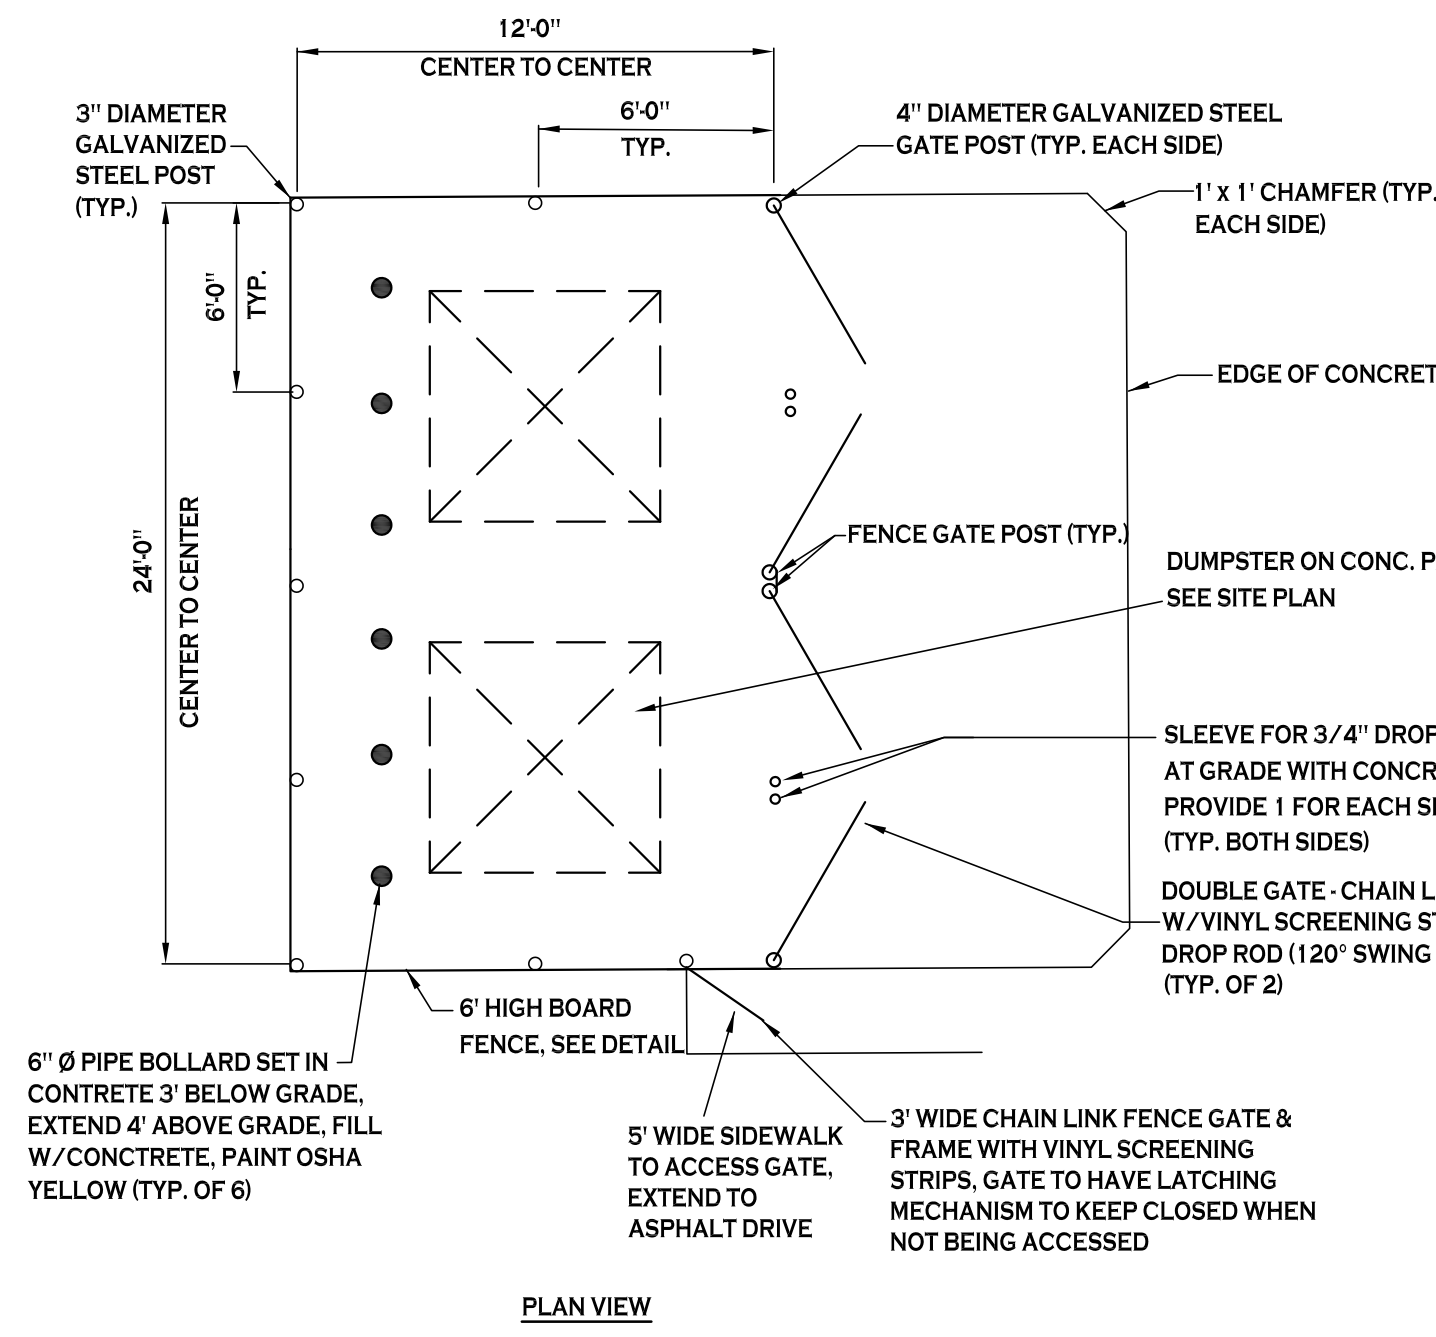 12'-0"
CENTER TO CENTER
6'-0"
TYP.
3" DIAMETER
GALVANIZED
STEEL POST
(TYP.)
4" DIAMETER GALVANIZED STEEL
GATE POST (TYP. EACH SIDE)
1' x 1' CHAMFER (TYP.
EACH SIDE)
6'-0"
TYP.
EDGE OF CONCRET
24'-0"
CENTER TO CENTER
FENCE GATE POST (TYP.)
DUMPSTER ON CONC. P
SEE SITE PLAN
SLEEVE FOR 3/4" DROP
AT GRADE WITH CONCR
PROVIDE 1 FOR EACH SI
(TYP. BOTH SIDES)
DOUBLE GATE - CHAIN L
W/VINYL SCREENING ST
DROP ROD (120° SWING
(TYP. OF 2)
6' HIGH BOARD
FENCE, SEE DETAIL
6" Ø PIPE BOLLARD SET IN
CONTRETE 3' BELOW GRADE,
EXTEND 4' ABOVE GRADE, FILL
W/CONCTRETE, PAINT OSHA
YELLOW (TYP. OF 6)
5' WIDE SIDEWALK
TO ACCESS GATE,
EXTEND TO
ASPHALT DRIVE
3' WIDE CHAIN LINK FENCE GATE &
FRAME WITH VINYL SCREENING
STRIPS, GATE TO HAVE LATCHING
MECHANISM TO KEEP CLOSED WHEN
NOT BEING ACCESSED
PLAN VIEW